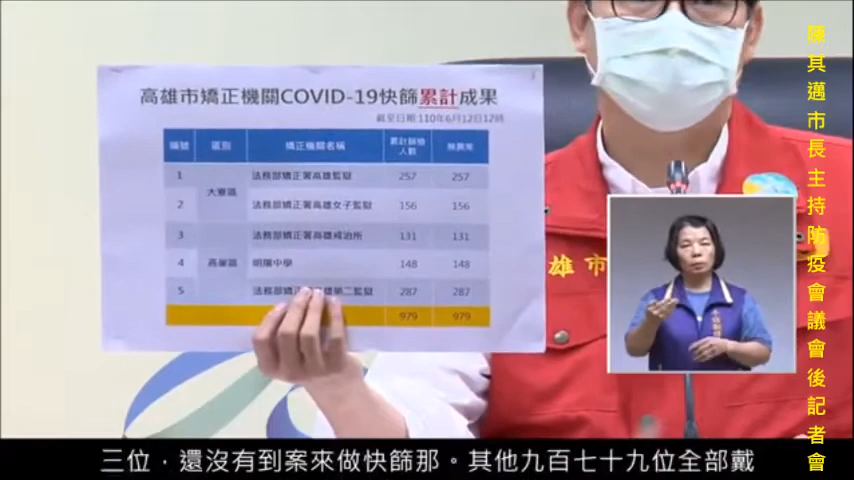 陳其邁市長主持防疫會議會後記者會
高雄市矯正機關COVID-19快篩累計成果
截至日期:110年6月12日12時
編號 區別 矯正機關名稱 累計篩檢人數 無異常
1 大寮區 法務部矯正署高雄監獄 257 257
2 法務部矯正署高雄女子監獄 156 156
3 燕巢區 法務部矯正署高雄戒治所 131 131
4 明陽中學 148 148
5 法務部矯正 雄第二監獄 287 287
979 979
雄市
三位，還沒有到案來做快篩那。其他九百七十九位全部戴